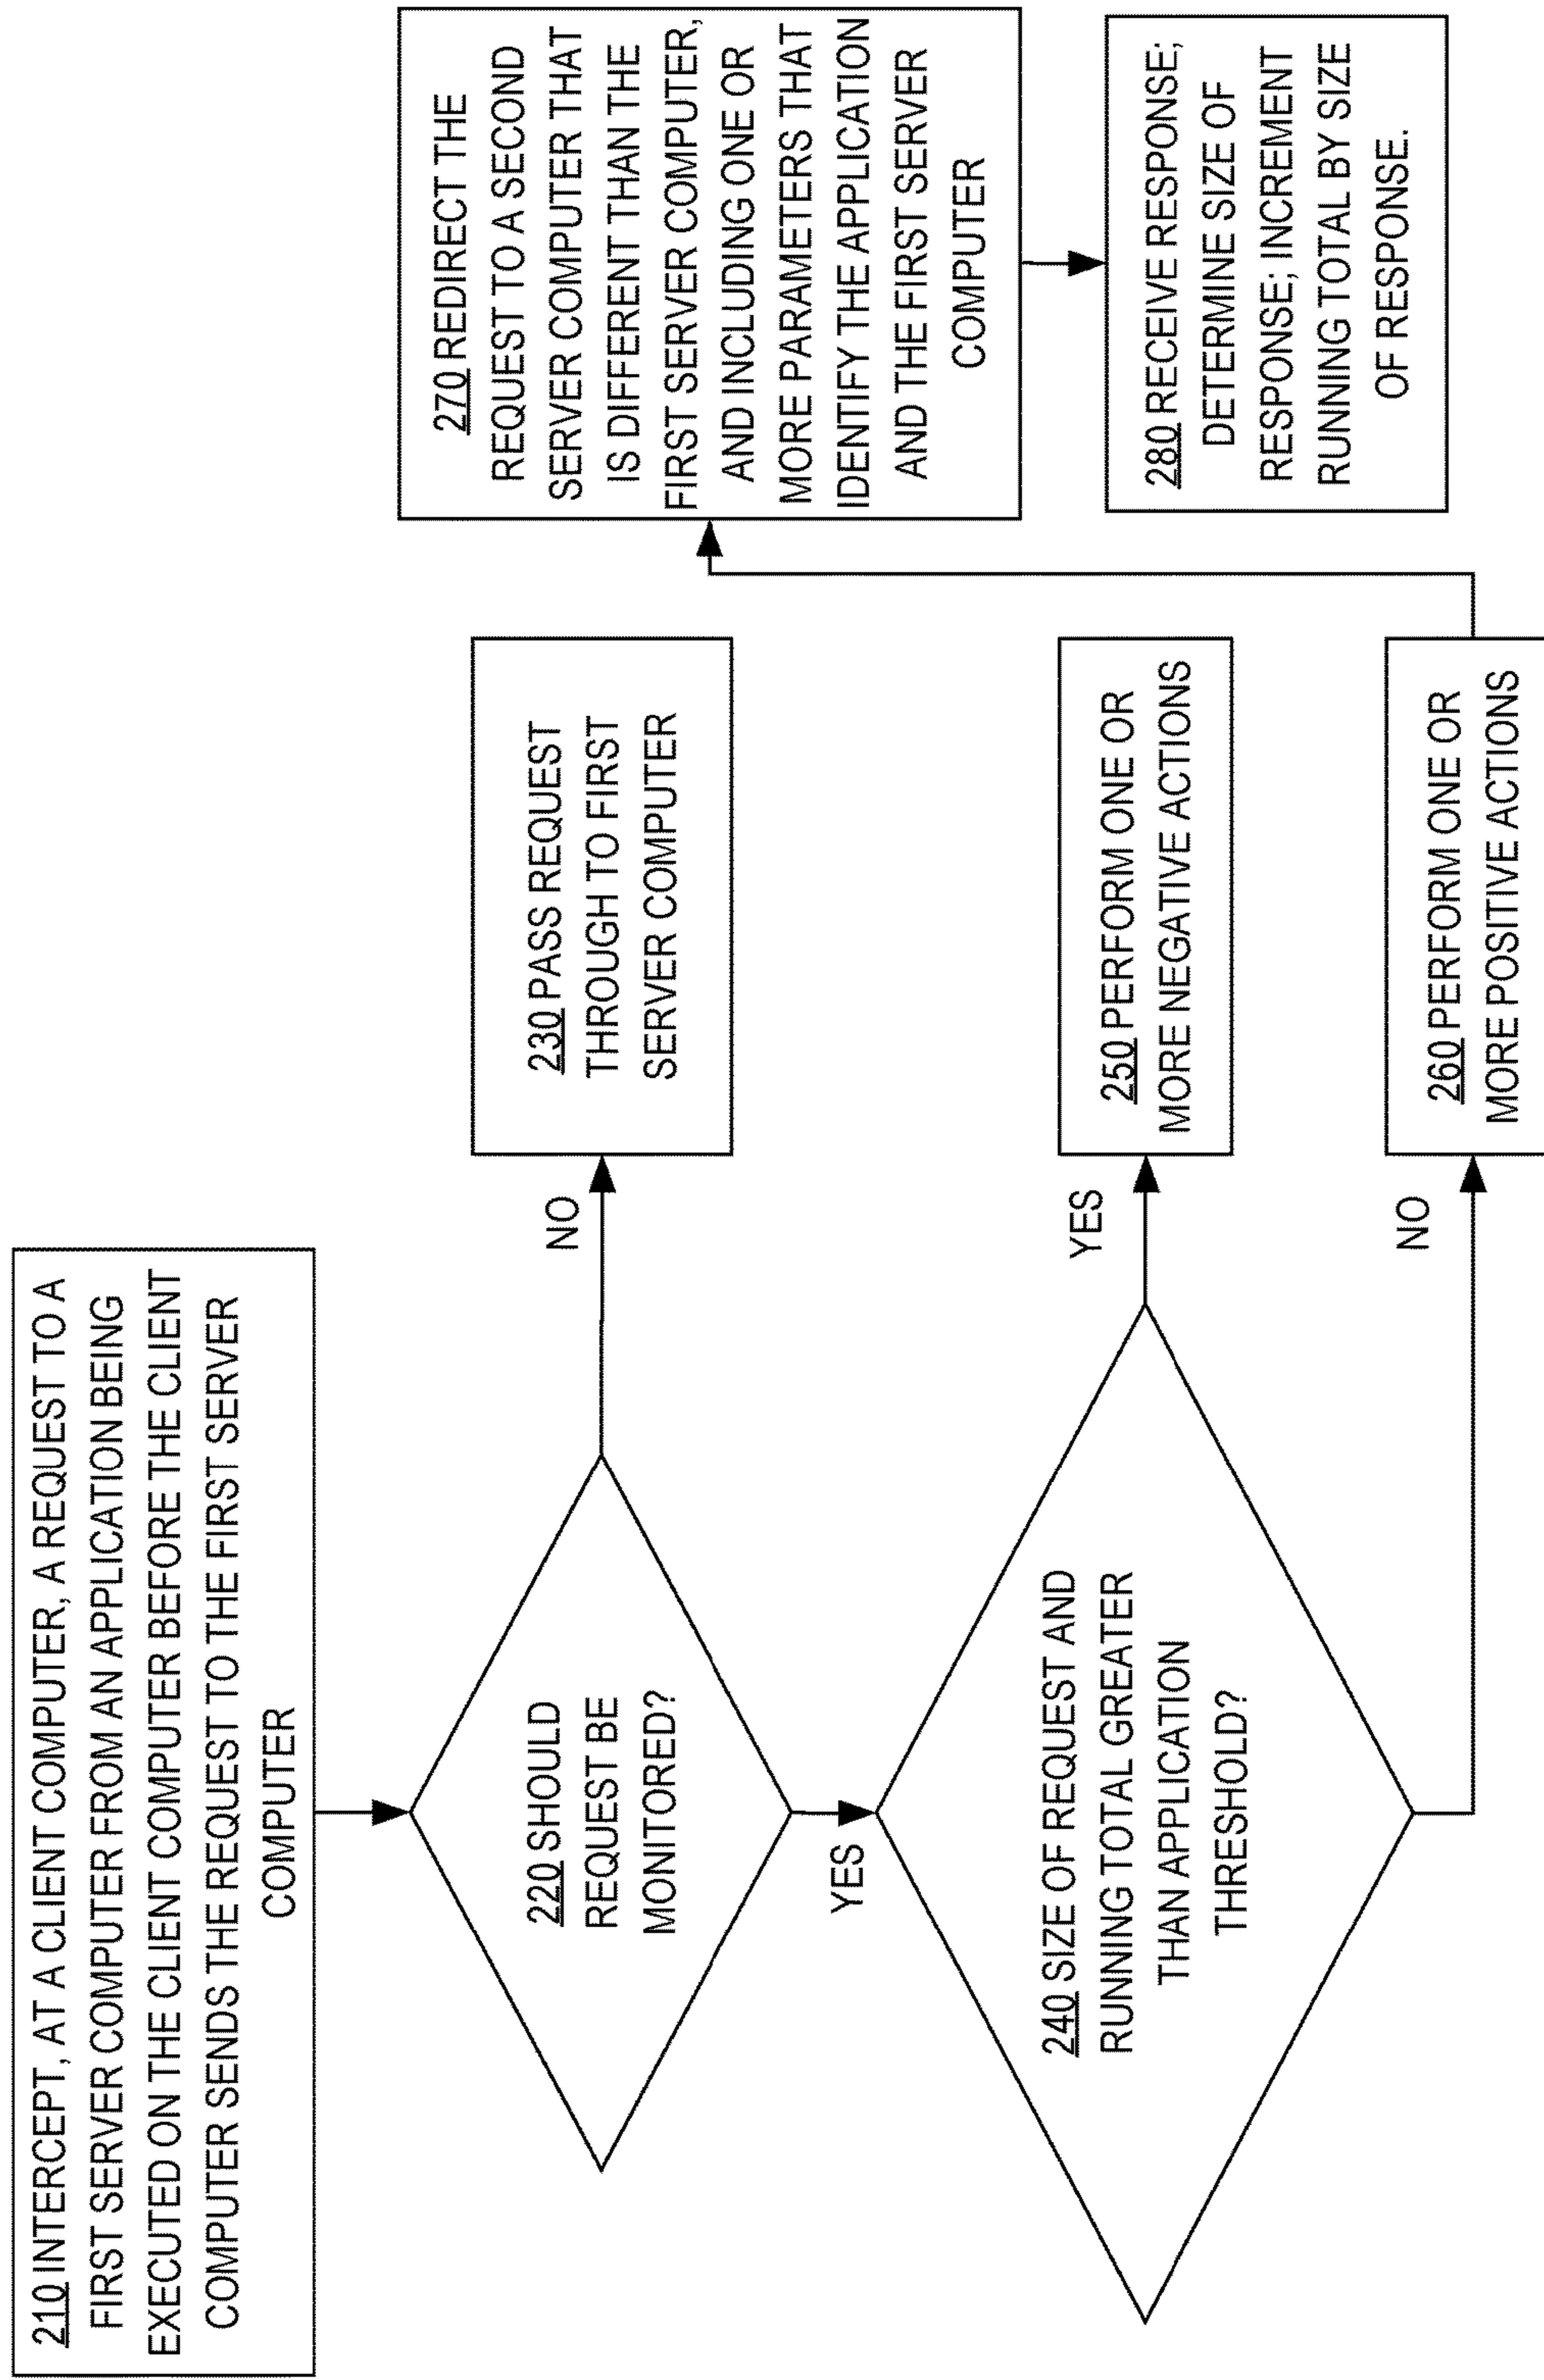 210 INTERCEPT, AT A CLIENT COMPUTER, A REQUEST TO A
FIRST SERVER COMPUTER FROM AN APPLICATION BEING
EXECUTED ON THE CLIENT COMPUTER BEFORE THE CLIENT
COMPUTER SENDS THE REQUEST TO THE FIRST SERVER
COMPUTER
220 SHOULD
REQUEST BE
MONITORED?
NO
230 PASS REQUEST
THROUGH TO FIRST
SERVER COMPUTER
YES
240 SIZE OF REQUEST AND
RUNNING TOTAL GREATER
THAN APPLICATION
THRESHOLD?
YES
250 PERFORM ONE OR
MORE NEGATIVE ACTIONS
NO
260 PERFORM ONE OR
MORE POSITIVE ACTIONS
270 REDIRECT THE
REQUEST TO A SECOND
SERVER COMPUTER THAT
IS DIFFERENT THAN THE
FIRST SERVER COMPUTER,
AND INCLUDING ONE OR
MORE PARAMETERS THAT
IDENTIFY THE APPLICATION
AND THE FIRST SERVER
COMPUTER
280 RECEIVE RESPONSE;
DETERMINE SIZE OF
RESPONSE; INCREMENT
RUNNING TOTAL BY SIZE
OF RESPONSE.